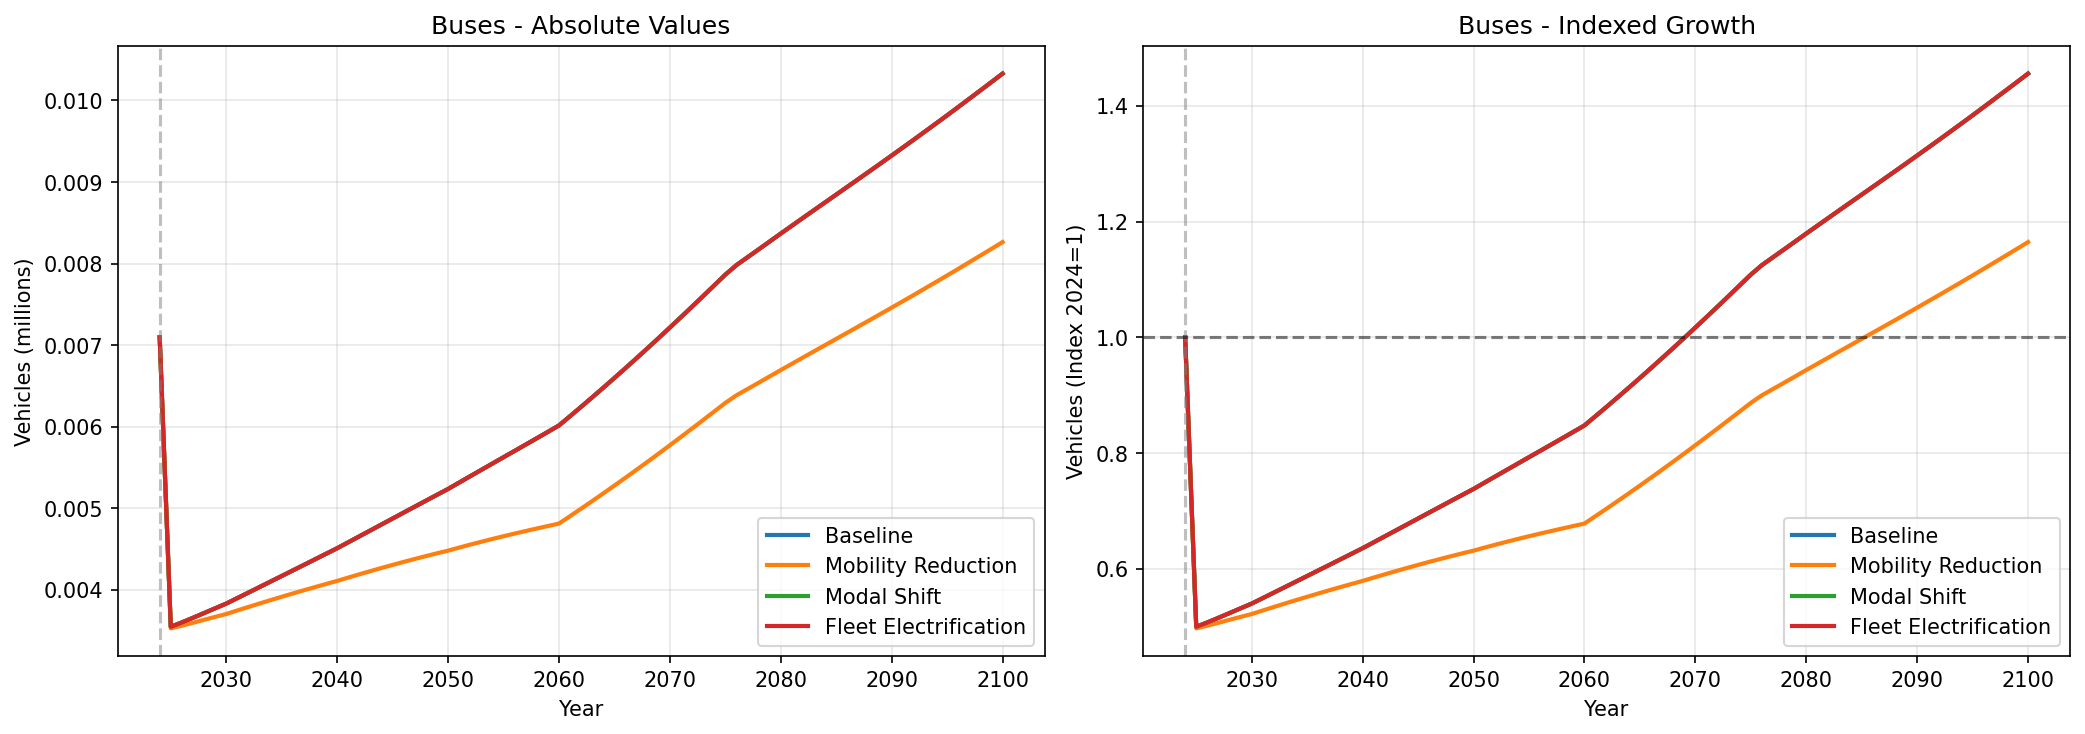 Buses - Absolute Values
Vehicles (millions)
0.010
0.009
0.008
0.007
0.006
0.005
0.004
Baseline
Mobility Reduction
Modal Shift
Fleet Electrification
2030 2040 2050 2060 2070 2080 2090 2100
Year
Buses - Indexed Growth
Vehicles (Index 2024=1)
1.4
1.2
1.0
0.8
0.6
Baseline
Mobility Reduction
Modal Shift
Fleet Electrification
2030 2040 2050 2060 2070 2080 2090 2100
Year